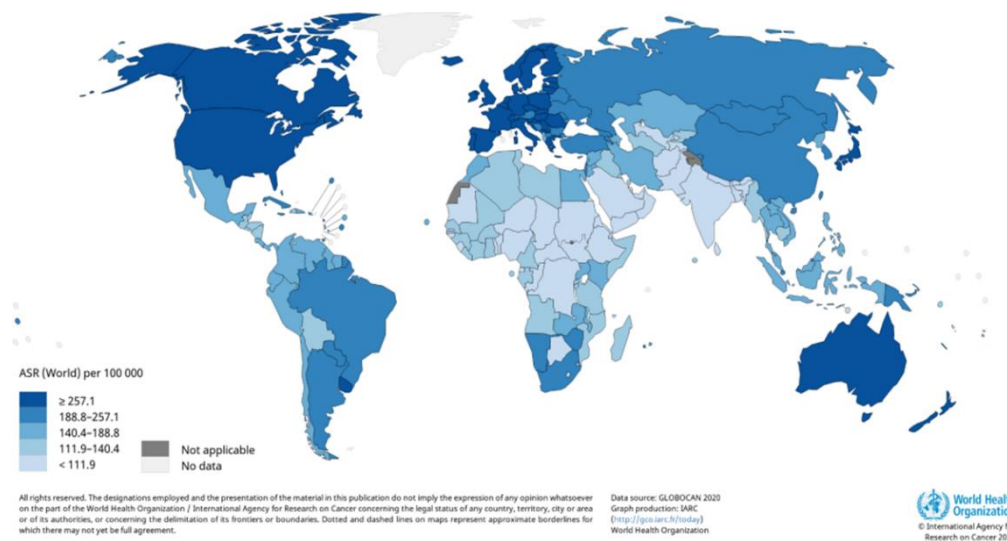 ASR (World) per 100 000
≥ 257.1
188.8–257.1
140.4–188.8
111.9–140.4
< 111.9
Not applicable
No data
All rights reserved. The designations employed and the presentation of the material in this publication do not imply the expression of any opinion whatsoever
on the part of the World Health Organization / International Agency for Research on Cancer concerning the legal status of any country, territory, city or area
or of its authorities, or concerning the delimitation of its frontiers or boundaries. Dotted and dashed lines on maps represent approximate borderlines for
which there may not yet be full agreement.
Data source: GLOBOCAN 2020
Graph production: IARC
(http://gco.iarc.fr/today)
World Health Organization
World Healt
Organizatio
© International Agency f
Research on Cancer 20